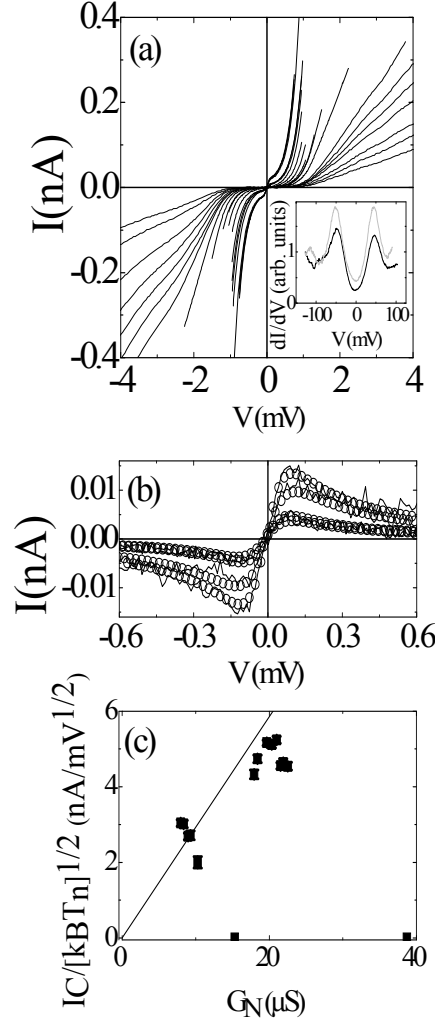 0.4
(a)
0.2
I(nA)
0.0
-0.2
-0.4
-4 -2 0 2 4
V(mV)
dI/dV (arb. units)
1
0
-100 0 100
V(mV)
(b)
0.01
I(nA)
0.00
-0.01
-0.6 -0.3 0.0 0.3 0.6
V(mV)
(c)
6
IC/[kBTn]1/2 (nA/mV1/2)
4
2
0
0 20 40
GN(μS)